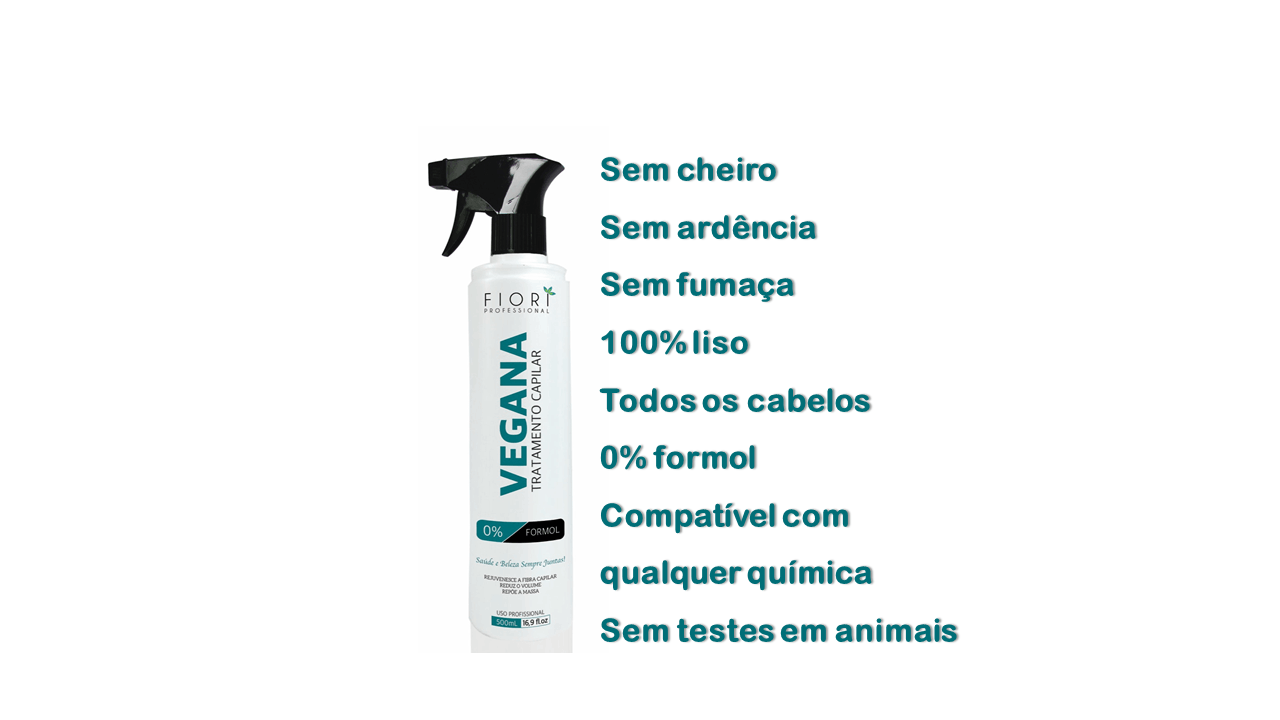 FIORI
PROFESSIONAL
VEGANA
TRATAMENTO CAPILAR
0% FORMOL
Saúde e Beleza Sempre Juntas!
REJUVENESCE A FIBRA CAPILAR
REDUZ O VOLUME
REPÕE A MASSA
USO PROFISSIONAL
500mL 16,9 fl.oz
Sem cheiro
Sem ardência
Sem fumaça
100% liso
Todos os cabelos
0% formol
Compatível com
qualquer química
Sem testes em animais